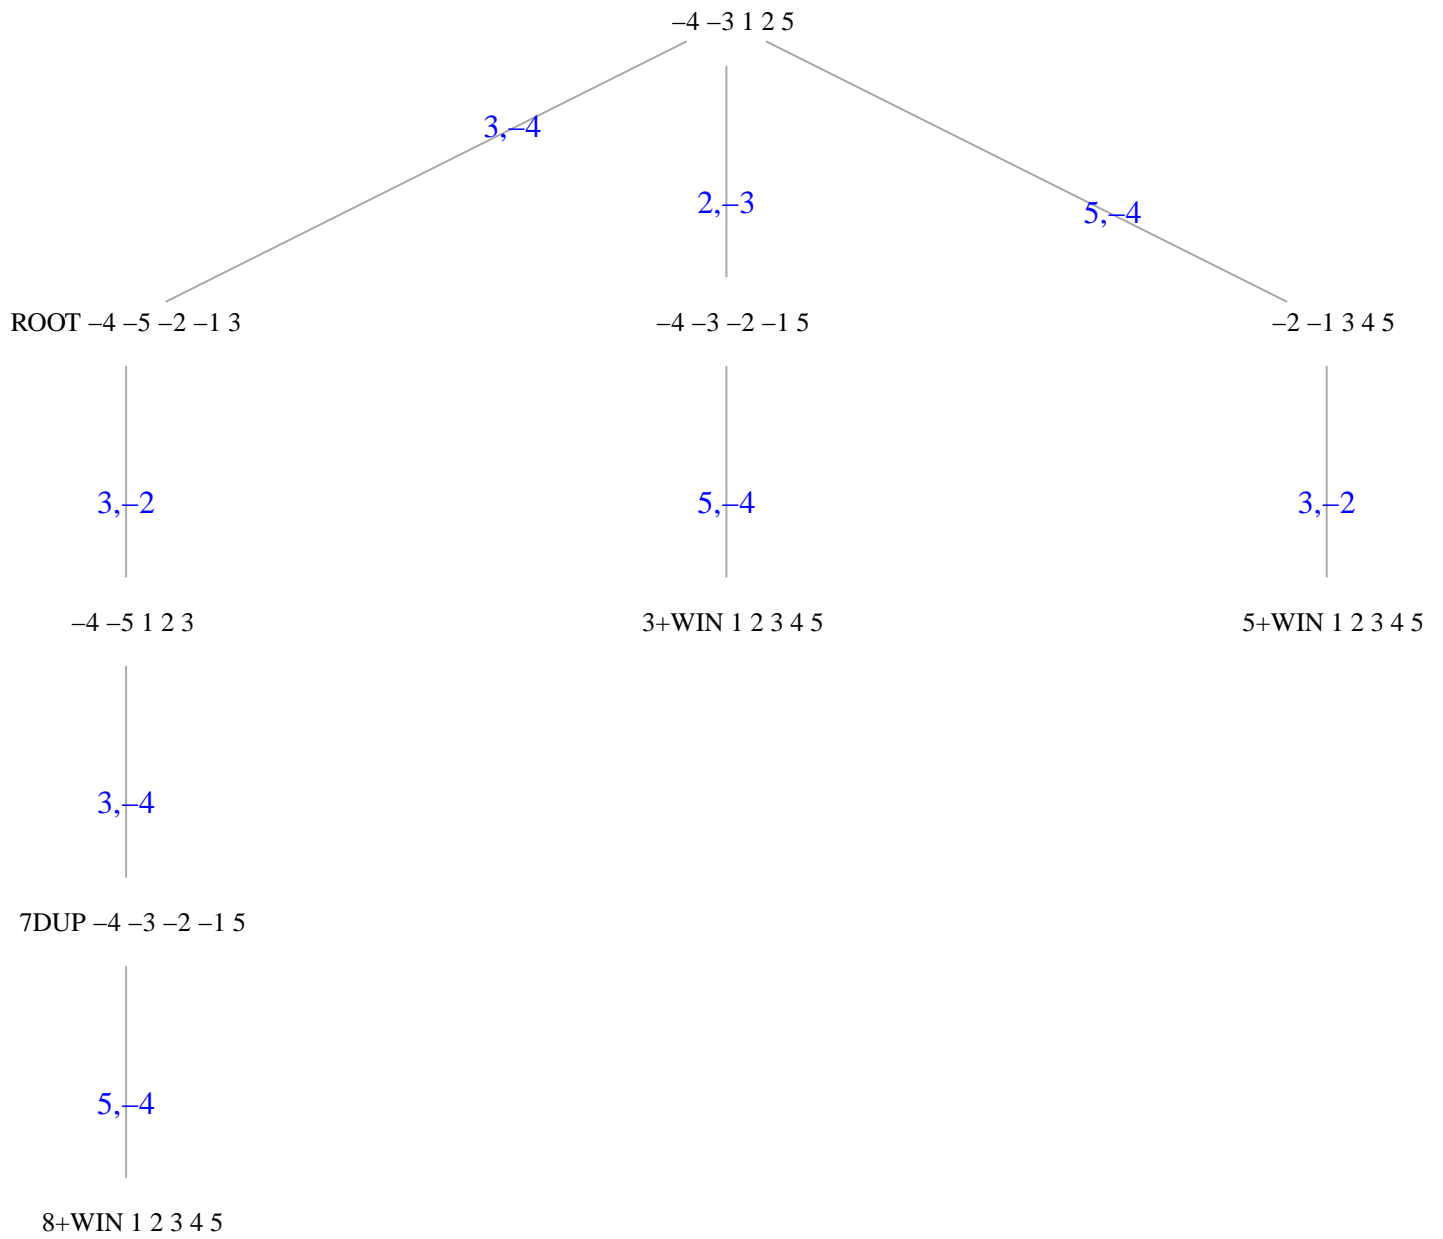 –4 –3 1 2 5
3,–4
2,–3
5,–4
ROOT –4 –5 –2 –1 3
–4 –3 –2 –1 5
–2 –1 3 4 5
3,–2
5,–4
3,–2
–4 –5 1 2 3
3+WIN 1 2 3 4 5
5+WIN 1 2 3 4 5
3,–4
7DUP –4 –3 –2 –1 5
5,–4
8+WIN 1 2 3 4 5